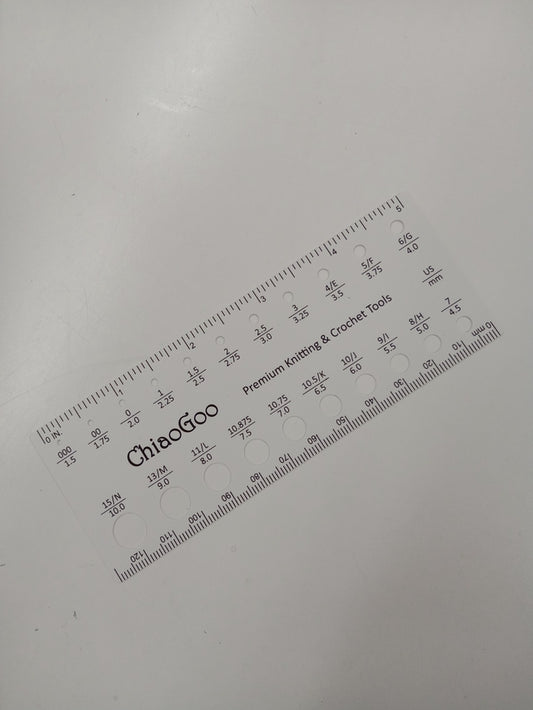 0 IN. 1 2 3 4 5
000 00 0 1 1.5 2 2.5 3 4/E 5/F 6/G
1.5 1.75 2.0 2.25 2.5 2.75 3.0 3.25 3.5 3.75 4.0
ChiaoGoo
Premium Knitting & Crochet Tools
US
mm
15/N 13/M 11/L 10.875 10.75 10.5/K 10/J 9/I 8/H 7
10.0 9.0 8.0 7.5 7.0 6.5 6.0 5.5 5.0 4.5
0 mm 10 20 30 40 50 60 70 80 90 100 110 120